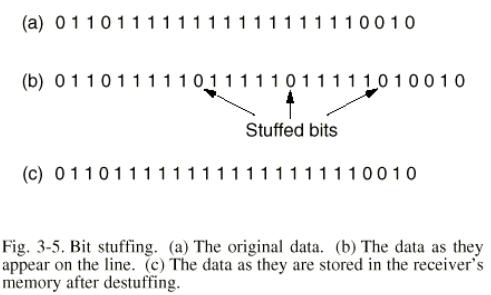 (a) 0 1 1 0 1 1 1 1 1 1 1 1 1 1 1 1 1 1 1 1 0 0 1 0
(b) 0 1 1 0 1 1 1 1 1 0 1 1 1 1 1 0 1 1 1 1 1 0 1 0 0 1 0
Stuffed bits
(c) 0 1 1 0 1 1 1 1 1 1 1 1 1 1 1 1 1 1 1 1 0 0 1 0
Fig. 3-5. Bit stuffing. (a) The original data. (b) The data as they
appear on the line. (c) The data as they are stored in the receiver's
memory after destuffing.